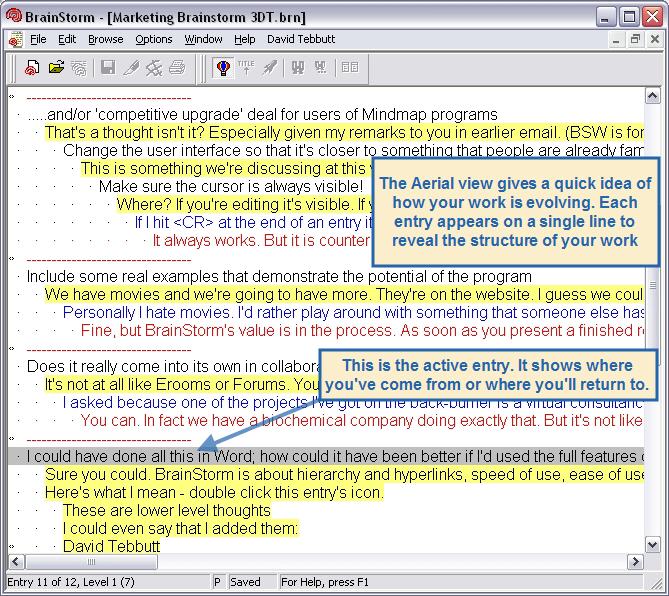 BrainStorm - [Marketing Brainstorm 3DT.brn]
File Edit Browse Options Window Help David Tebbutt
TITLE
--------------------------------
.....and/or 'competitive upgrade' deal for users of Mindmap programs
That's a thought isn't it? Especially given my remarks to you in earlier email. (BSW is for
Change the user interface so that it's closer to something that people are already fam
This is something we're discussing at this
Make sure the cursor is always visible!
Where? If you're editing it's visible. If
If I hit <CR> at the end of an entry it
It always works. But it is counter
The Aerial view gives a quick idea of
how your work is evolving. Each
entry appears on a single line to
reveal the structure of your work
--------------------------------
Include some real examples that demonstrate the potential of the program
We have movies and we're going to have more. They're on the website. I guess we coul
Personally I hate movies. I'd rather play around with something that someone else has
Fine, but BrainStorm's value is in the process. As soon as you present a finished r
--------------------------------
Does it really come into its own in collabora
It's not at all like Erooms or Forums. You
I asked because one of the projects I've got on the back-burner is a virtual consultanc
You can. In fact we have a biochemical company doing exactly that. But it's not like
This is the active entry. It shows where
you've come from or where you'll return to.
--------------------------------
I could have done all this in Word; how could it have been better if I'd used the full features o
Sure you could. BrainStorm is about hierarchy and hyperlinks, speed of use, ease of use
Here's what I mean - double click this entry's icon.
These are lower level thoughts
I could even say that I added them:
David Tebbutt
Entry 11 of 12, Level 1 (7) P Saved For Help, press F1